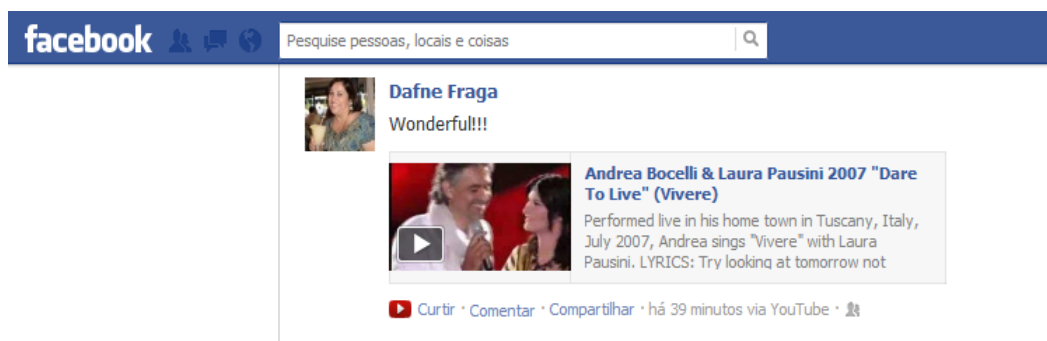 facebook Pesquise pessoas, locais e coisas
Dafne Fraga
Wonderful!!!
Andrea Bocelli & Laura Pausini 2007 "Dare
To Live" (Vivere)
Performed live in his home town in Tuscany, Italy,
July 2007, Andrea sings "Vivere" with Laura
Pausini. LYRICS: Try looking at tomorrow not
Curtir · Comentar · Compartilhar · há 39 minutos via YouTube ·